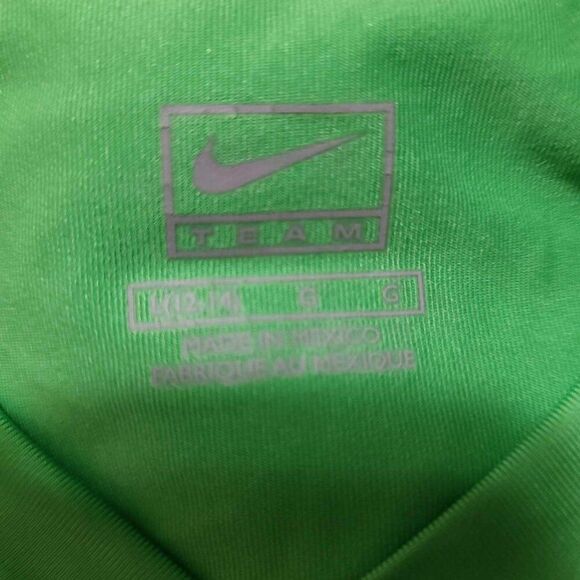 TEAM
L(12-14) G G
MADE IN MEXICO
FABRIQUE AU MEXIQUE